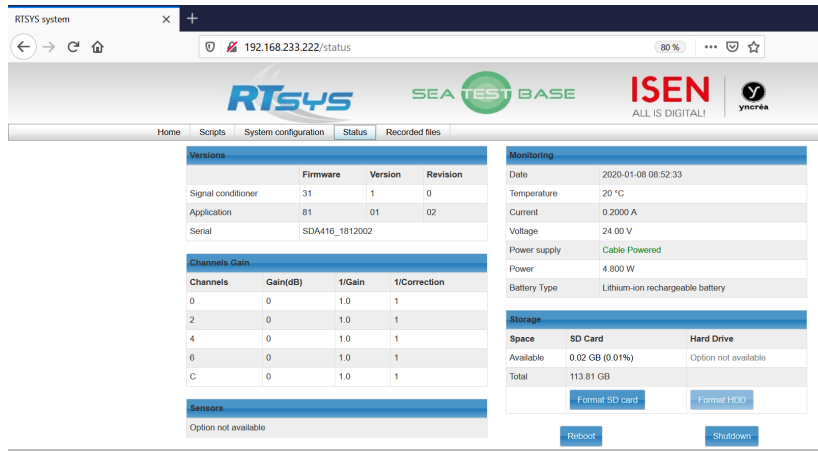 RTSYS system
192.168.233.222/status
80 %
RTSYS
SEA TEST BASE
ISEN
ALL IS DIGITAL!
yncréa
Home Scripts System configuration Status Recorded files
Versions
Firmware Version Revision
Signal conditioner 31 1 0
Application 81 01 02
Serial SDA416_1812002
Channels Gain
Channels Gain(dB) 1/Gain 1/Correction
0 0 1.0 1
2 0 1.0 1
4 0 1.0 1
6 0 1.0 1
C 0 1.0 1
Sensors
Option not available
Monitoring
Date 2020-01-08 08:52:33
Temperature 20 °C
Current 0.2000 A
Voltage 24.00 V
Power supply Cable Powered
Power 4.800 W
Battery Type Lithium-ion rechargeable battery
Storage
Space SD Card Hard Drive
Available 0.02 GB (0.01%) Option not available
Total 113.81 GB
Format SD card Format HDD
Reboot Shutdown